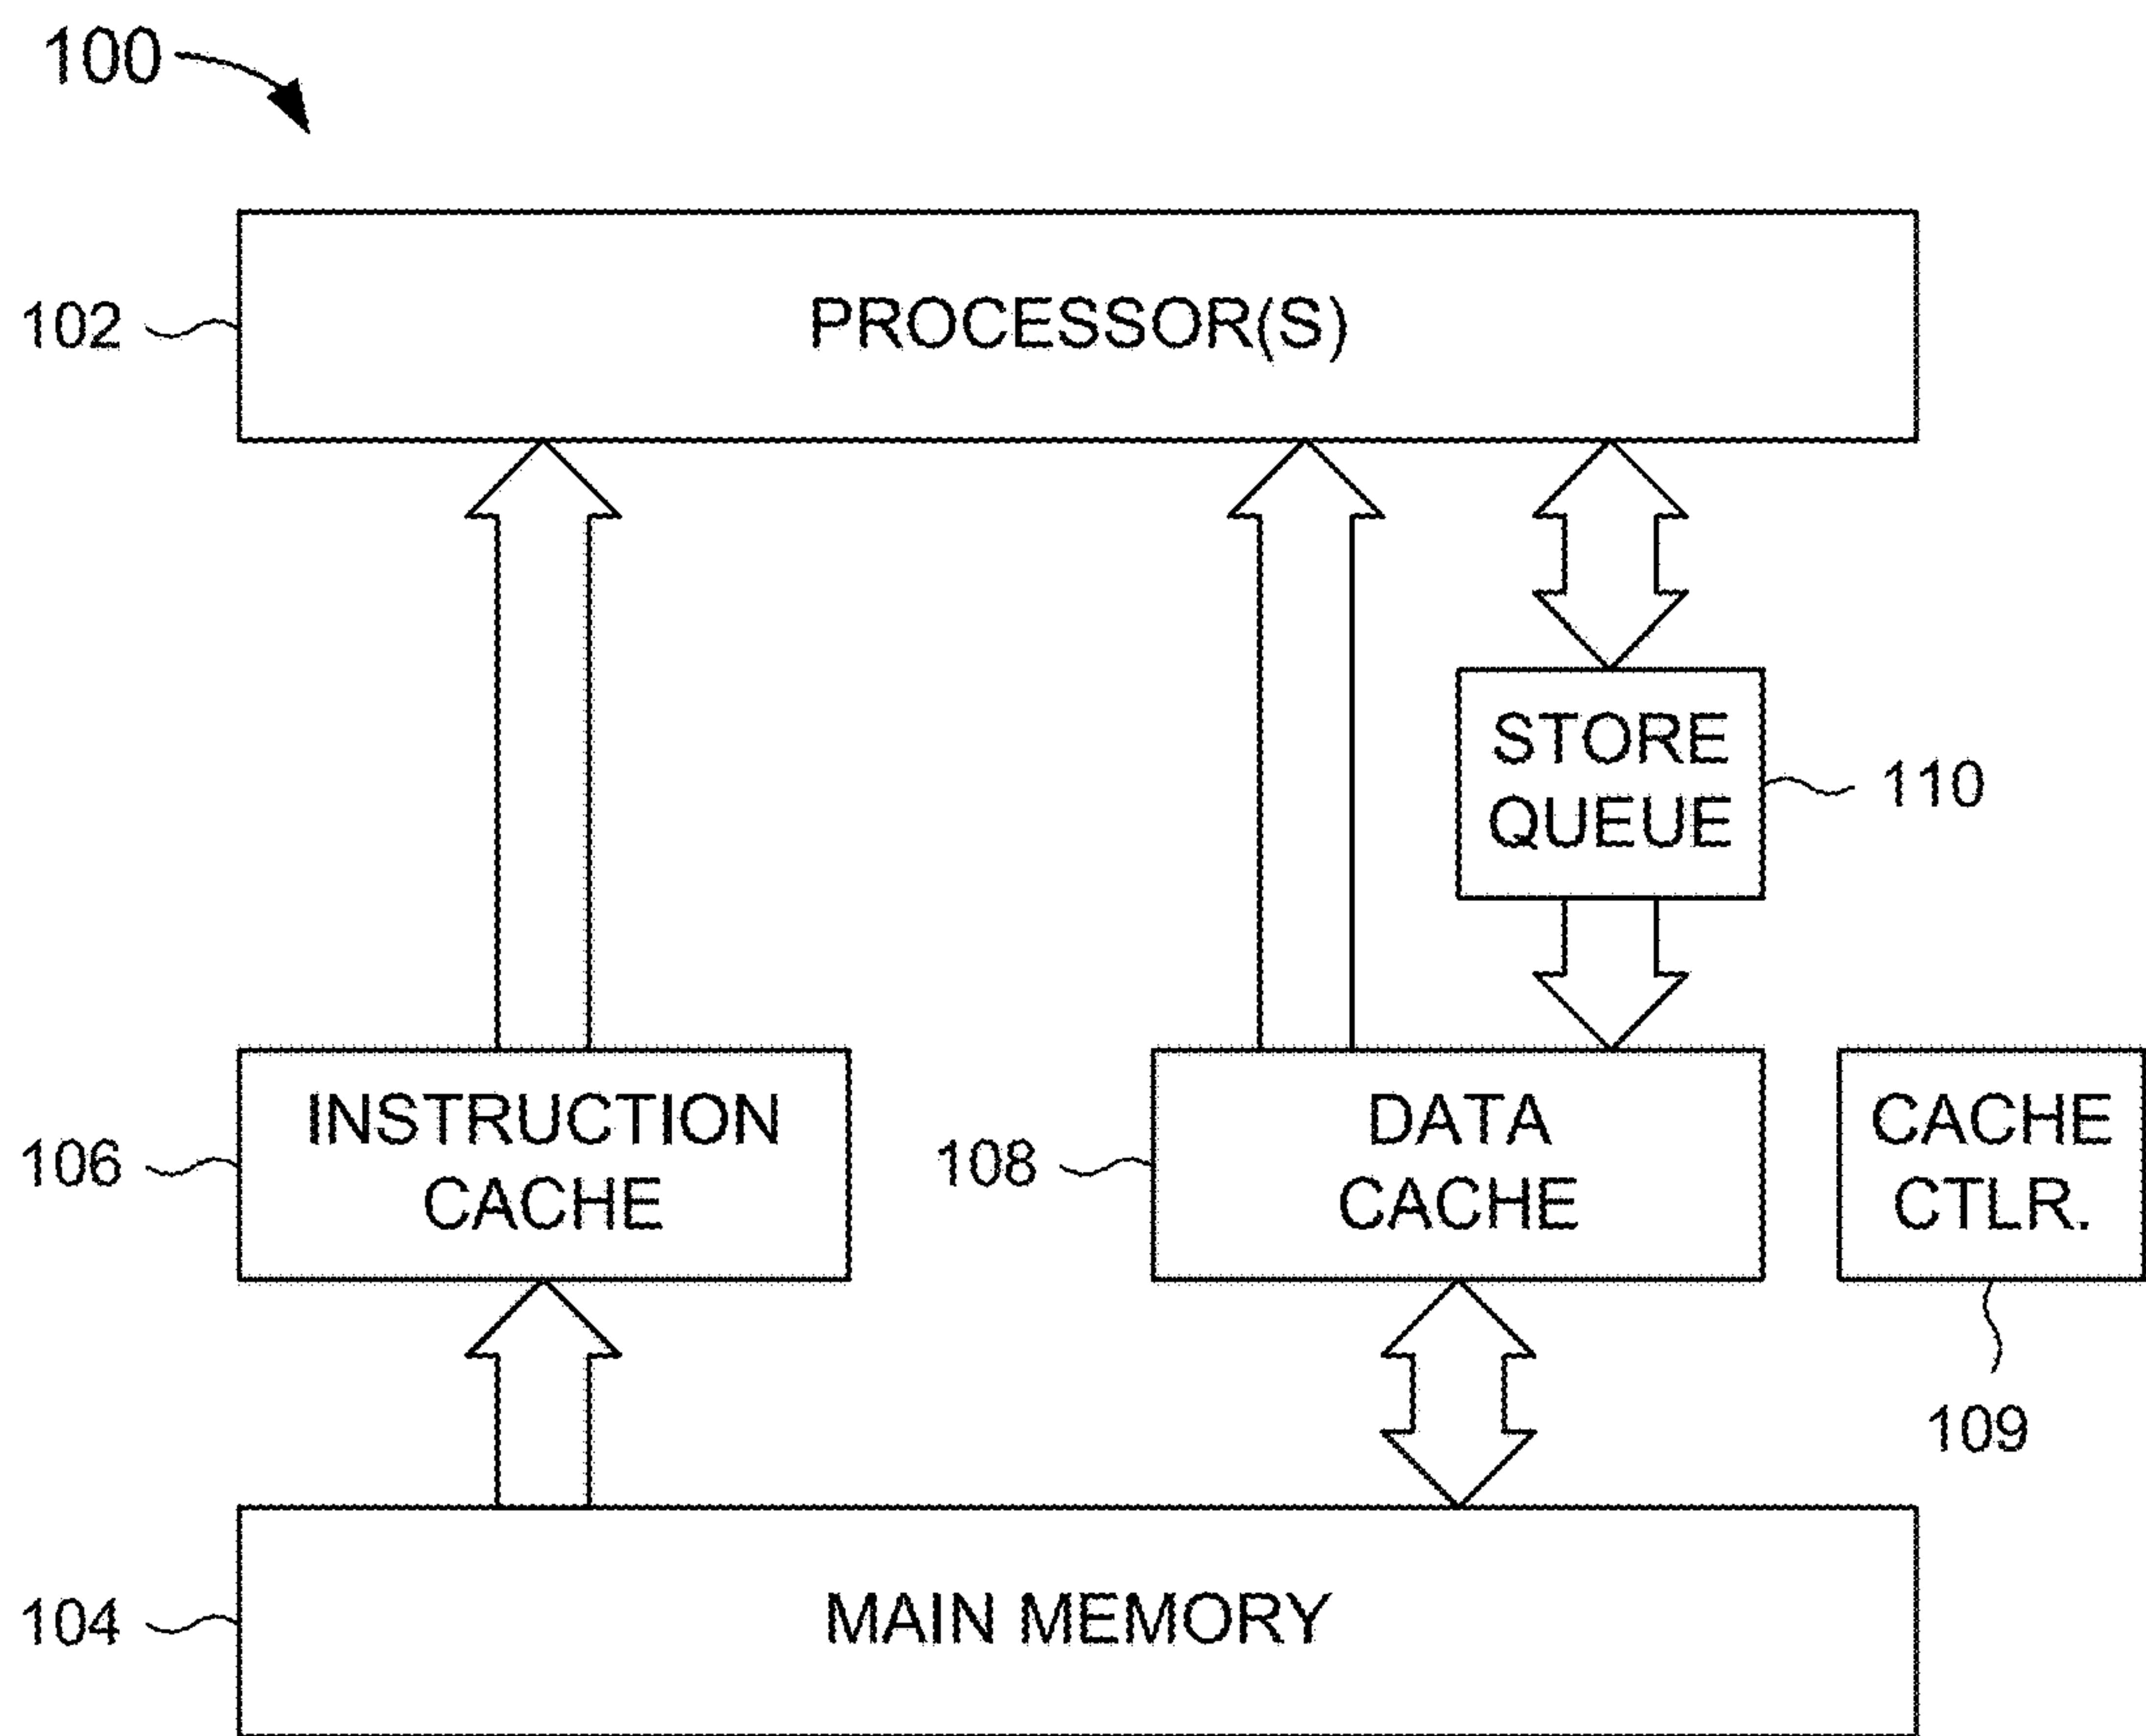 100
102
PROCESSOR(S)
STORE
QUEUE
110
106
INSTRUCTION
CACHE
108
DATA
CACHE
CACHE
CTLR.
109
104
MAIN MEMORY